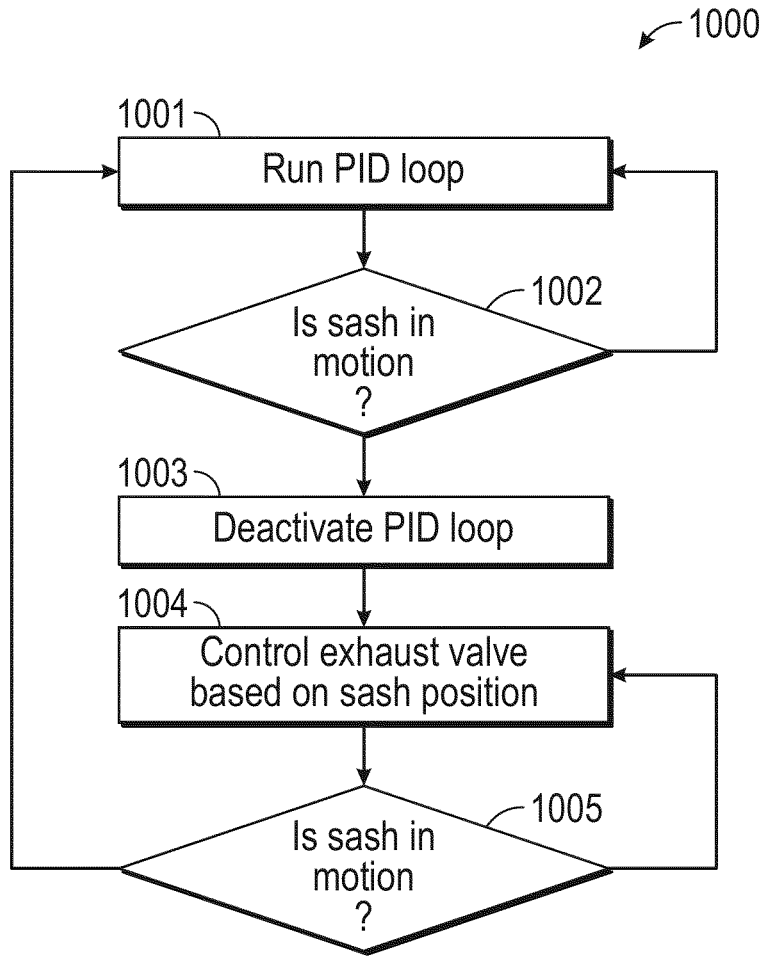 1000
1001
Run PID loop
1002
Is sash in
motion
?
1003
Deactivate PID loop
1004
Control exhaust valve
based on sash position
1005
Is sash in
motion
?